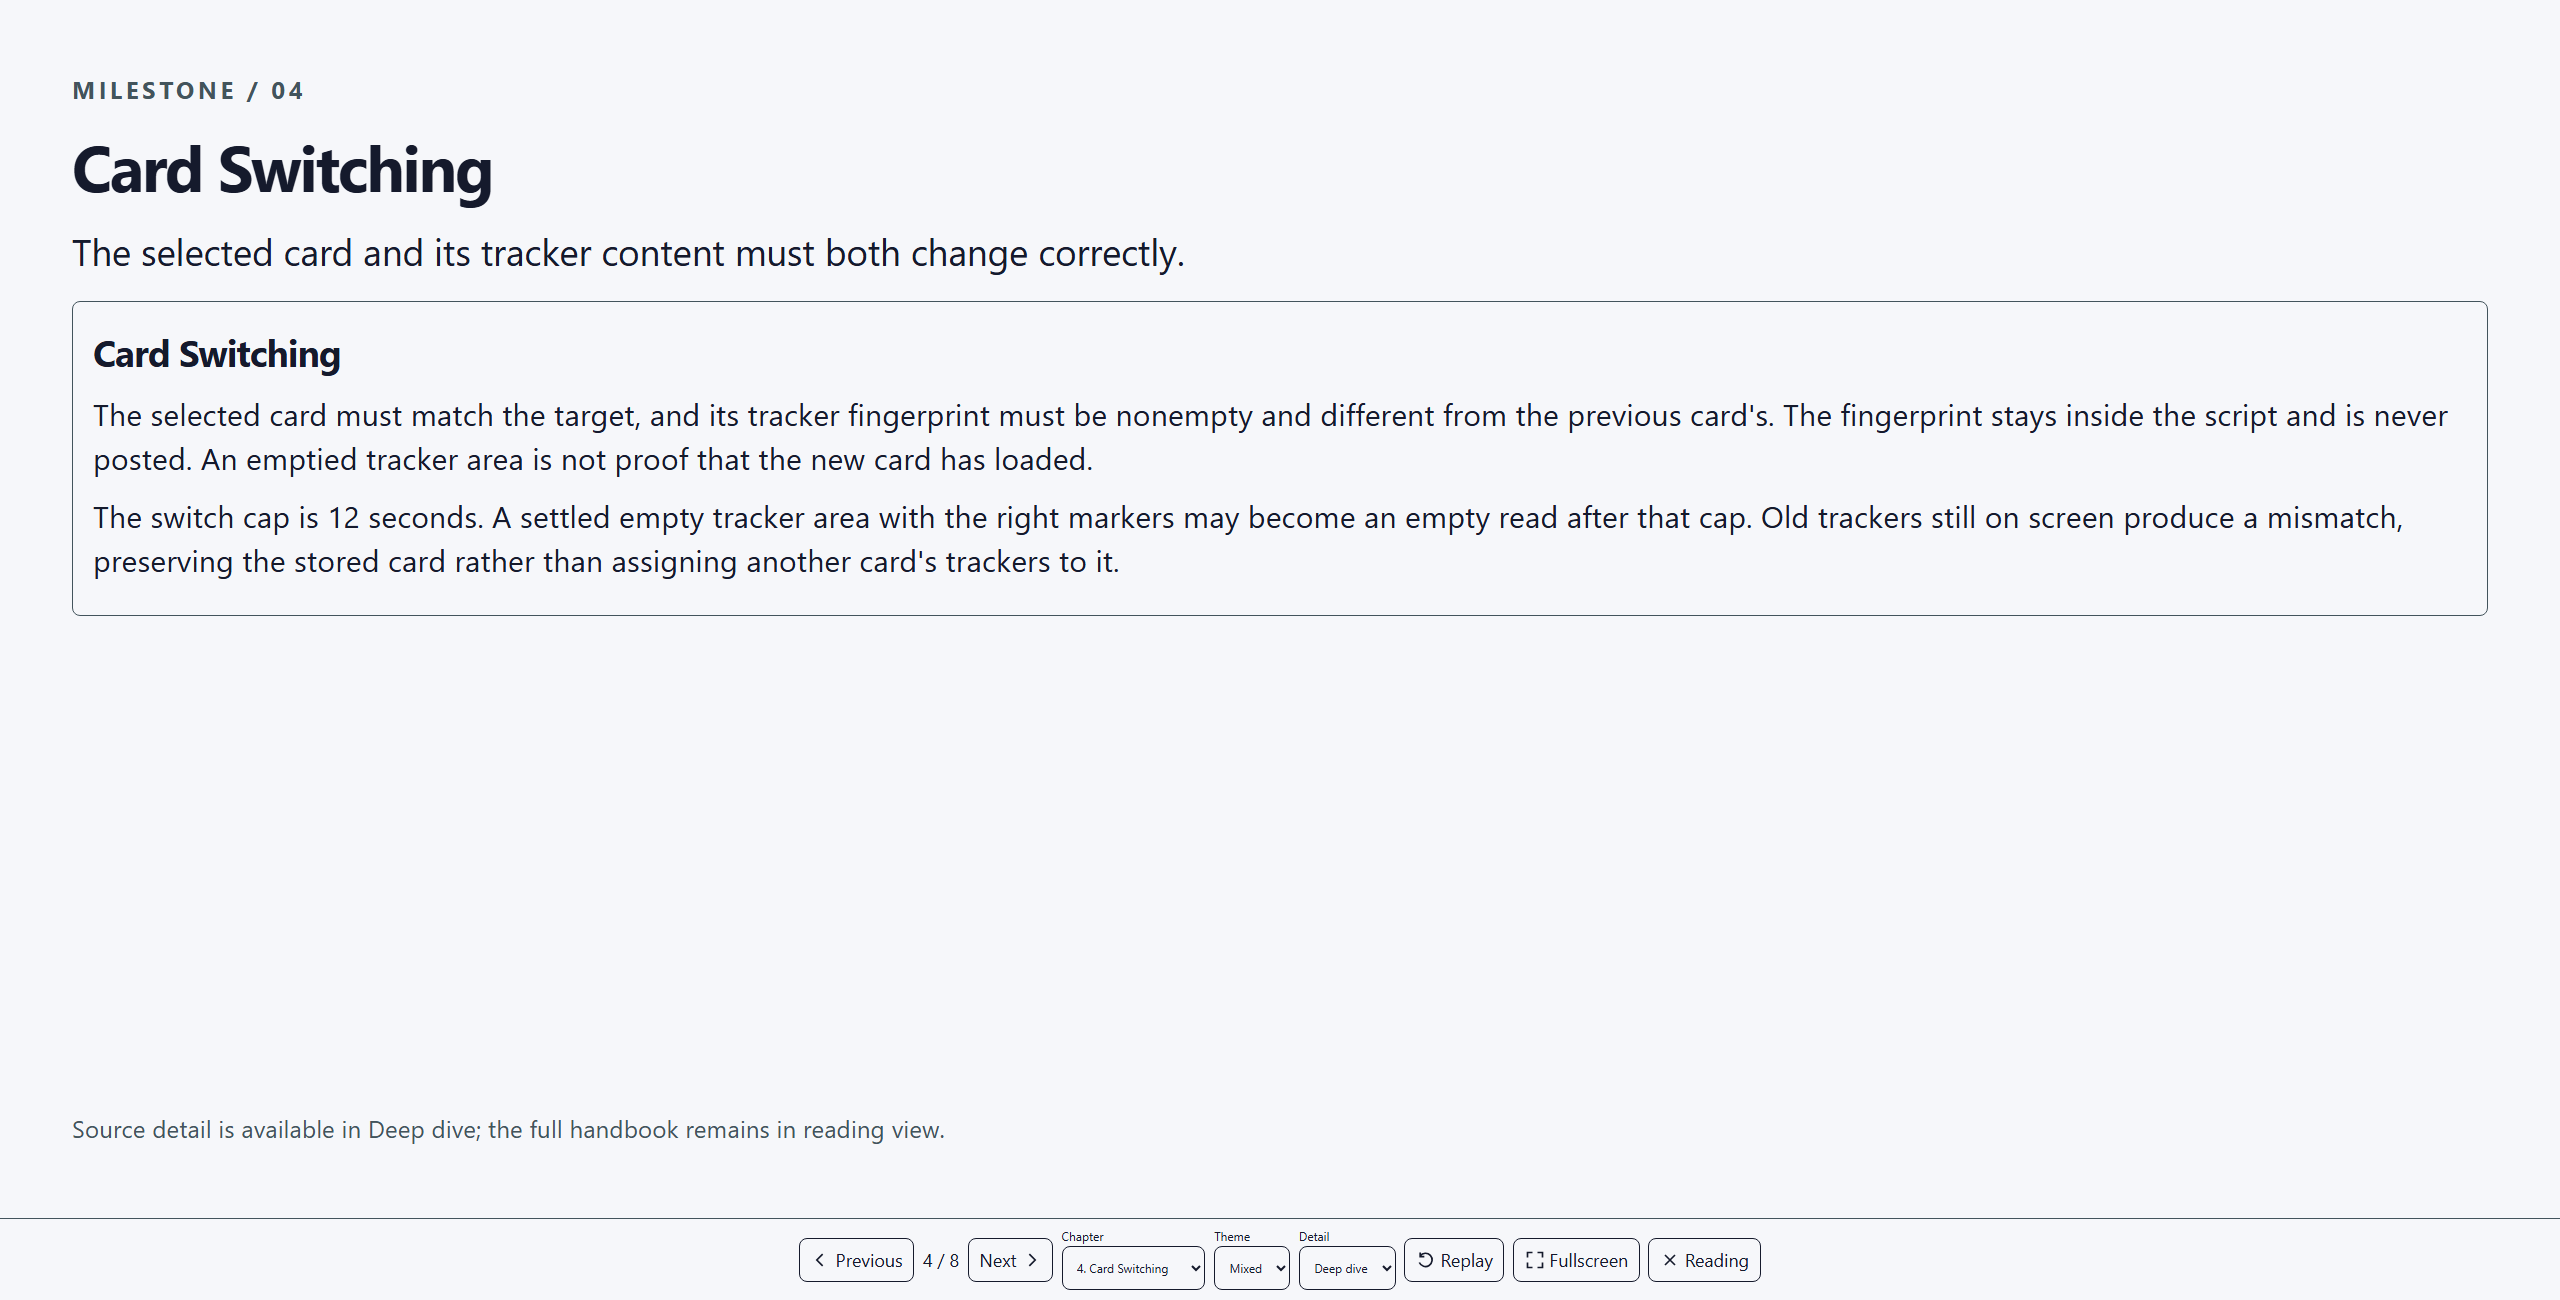 MILESTONE / 04
Card Switching
The selected card and its tracker content must both change correctly.
Card Switching
The selected card must match the target, and its tracker fingerprint must be nonempty and different from the previous card's. The fingerprint stays inside the script and is never
posted. An emptied tracker area is not proof that the new card has loaded.
The switch cap is 12 seconds. A settled empty tracker area with the right markers may become an empty read after that cap. Old trackers still on screen produce a mismatch,
preserving the stored card rather than assigning another card's trackers to it.
Source detail is available in Deep dive; the full handbook remains in reading view.
Chapter Theme Detail
Previous 4 / 8 Next 4. Card Switching Mixed Deep dive Replay Fullscreen Reading